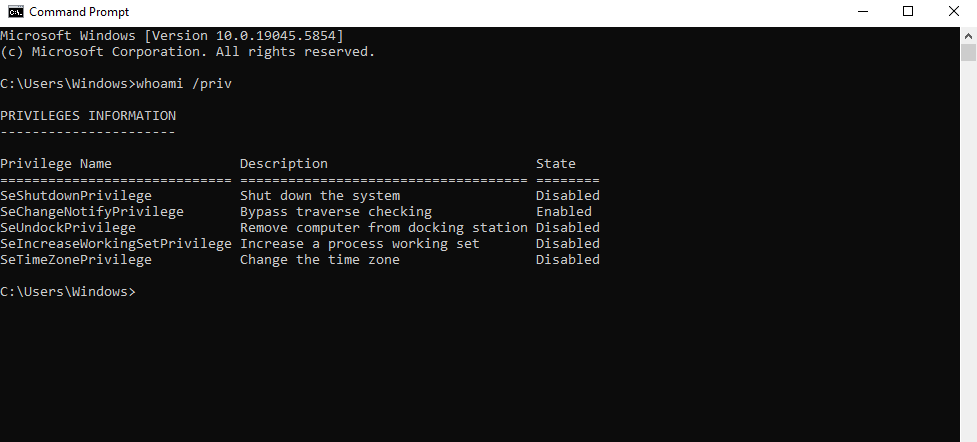 Command Prompt
Microsoft Windows [Version 10.0.19045.5854]
(c) Microsoft Corporation. All rights reserved.
C:\Users\Windows>whoami /priv
PRIVILEGES INFORMATION
----------------------
Privilege Name                Description                          State
============================= ==================================== ========
SeShutdownPrivilege           Shut down the system                 Disabled
SeChangeNotifyPrivilege       Bypass traverse checking             Enabled
SeUndockPrivilege             Remove computer from docking station Disabled
SeIncreaseWorkingSetPrivilege Increase a process working set       Disabled
SeTimeZonePrivilege           Change the time zone                 Disabled
C:\Users\Windows>